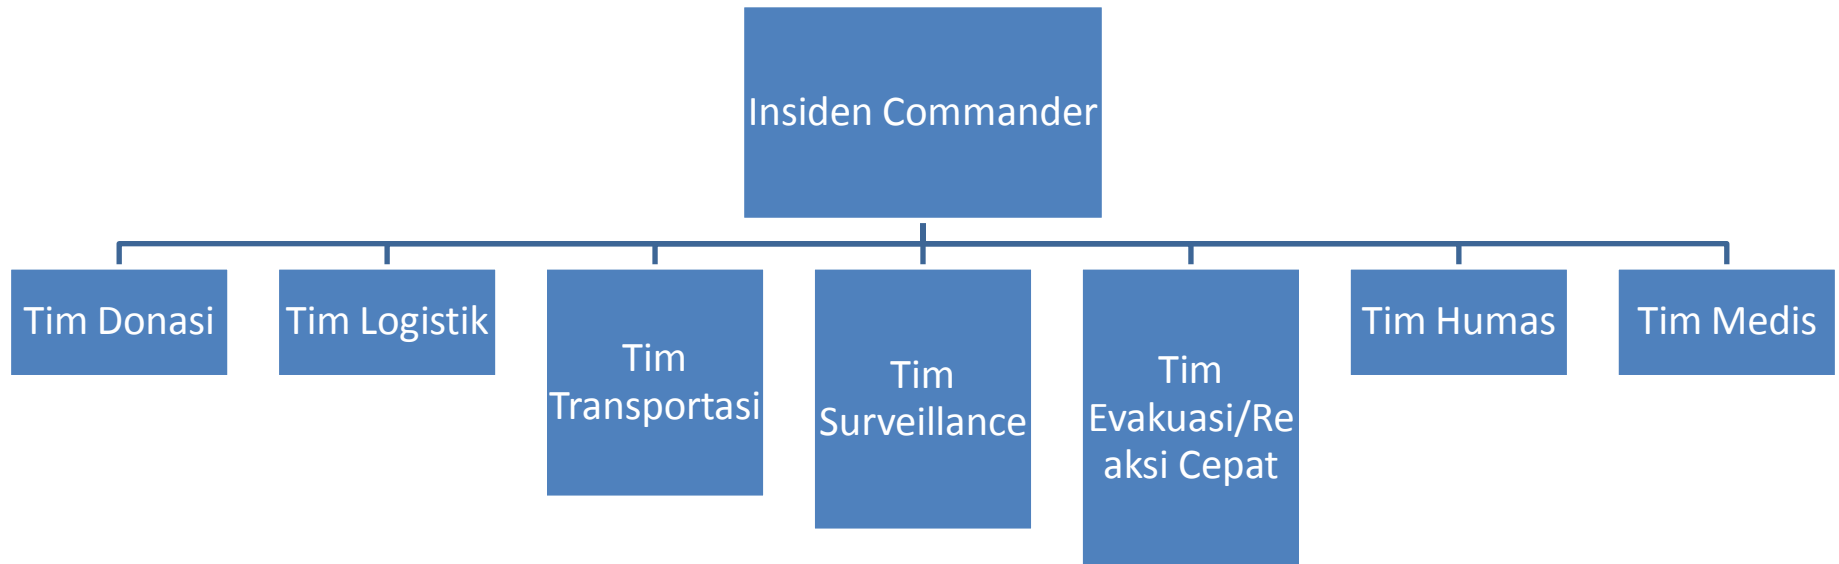 Insiden Commander
Tim Donasi
Tim Logistik
Tim
Transportasi
Tim
Surveillance
Tim
Evakuasi/Re
aksi Cepat
Tim Humas
Tim Medis